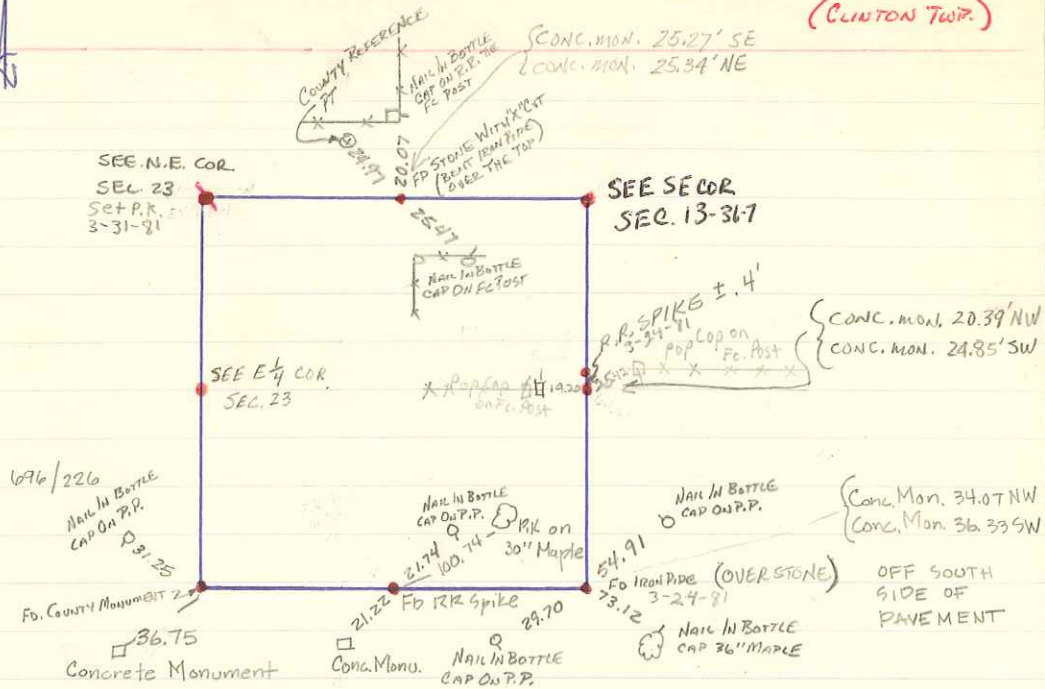 (CLINTON TWP.)
COUNTY REFERENCE
PT
NAIL IN BOTTLE
CAP ON R.R. TIE
FC POST
CONC. MON. 25.27' SE
CONC. MON. 25.34' NE
24.97
20.07
FD STONE WITH "X" CUT
(BENT IRON PIPE
OVER THE TOP)
SEE N.E. COR.
SEC. 23
Set P.K.
3-31-81
SEE SE COR
SEC. 13-36-7
25.47
NAIL IN BOTTLE
CAP ON FC POST
R.R. SPIKE ±.4'
3-24-81
Pop Cap on
Fc. Post
CONC. MON. 20.39' NW
CONC. MON. 24.85' SW
SEE E 1/4 COR
SEC. 23
Pop Cap
on Fc. Post
19.20
696/226
NAIL IN BOTTLE
CAP ON P.P.
31.25
NAIL IN BOTTLE
CAP ON P.P.
21.74
100.74
P.K on
30" Maple
NAIL IN BOTTLE
CAP ON P.P.
54.91
Conc. Mon. 34.07 NW
Conc. Mon. 36.33 SW
FD. COUNTY MONUMENT
Fd RR Spike
FD IRON PIPE (OVER STONE)
3-24-81
OFF SOUTH
SIDE OF
PAVEMENT
36.75
Concrete Monument
21.22
Conc. Monu.
29.70
NAIL IN BOTTLE
CAP ON P.P.
73.12
NAIL IN BOTTLE
CAP 36" MAPLE